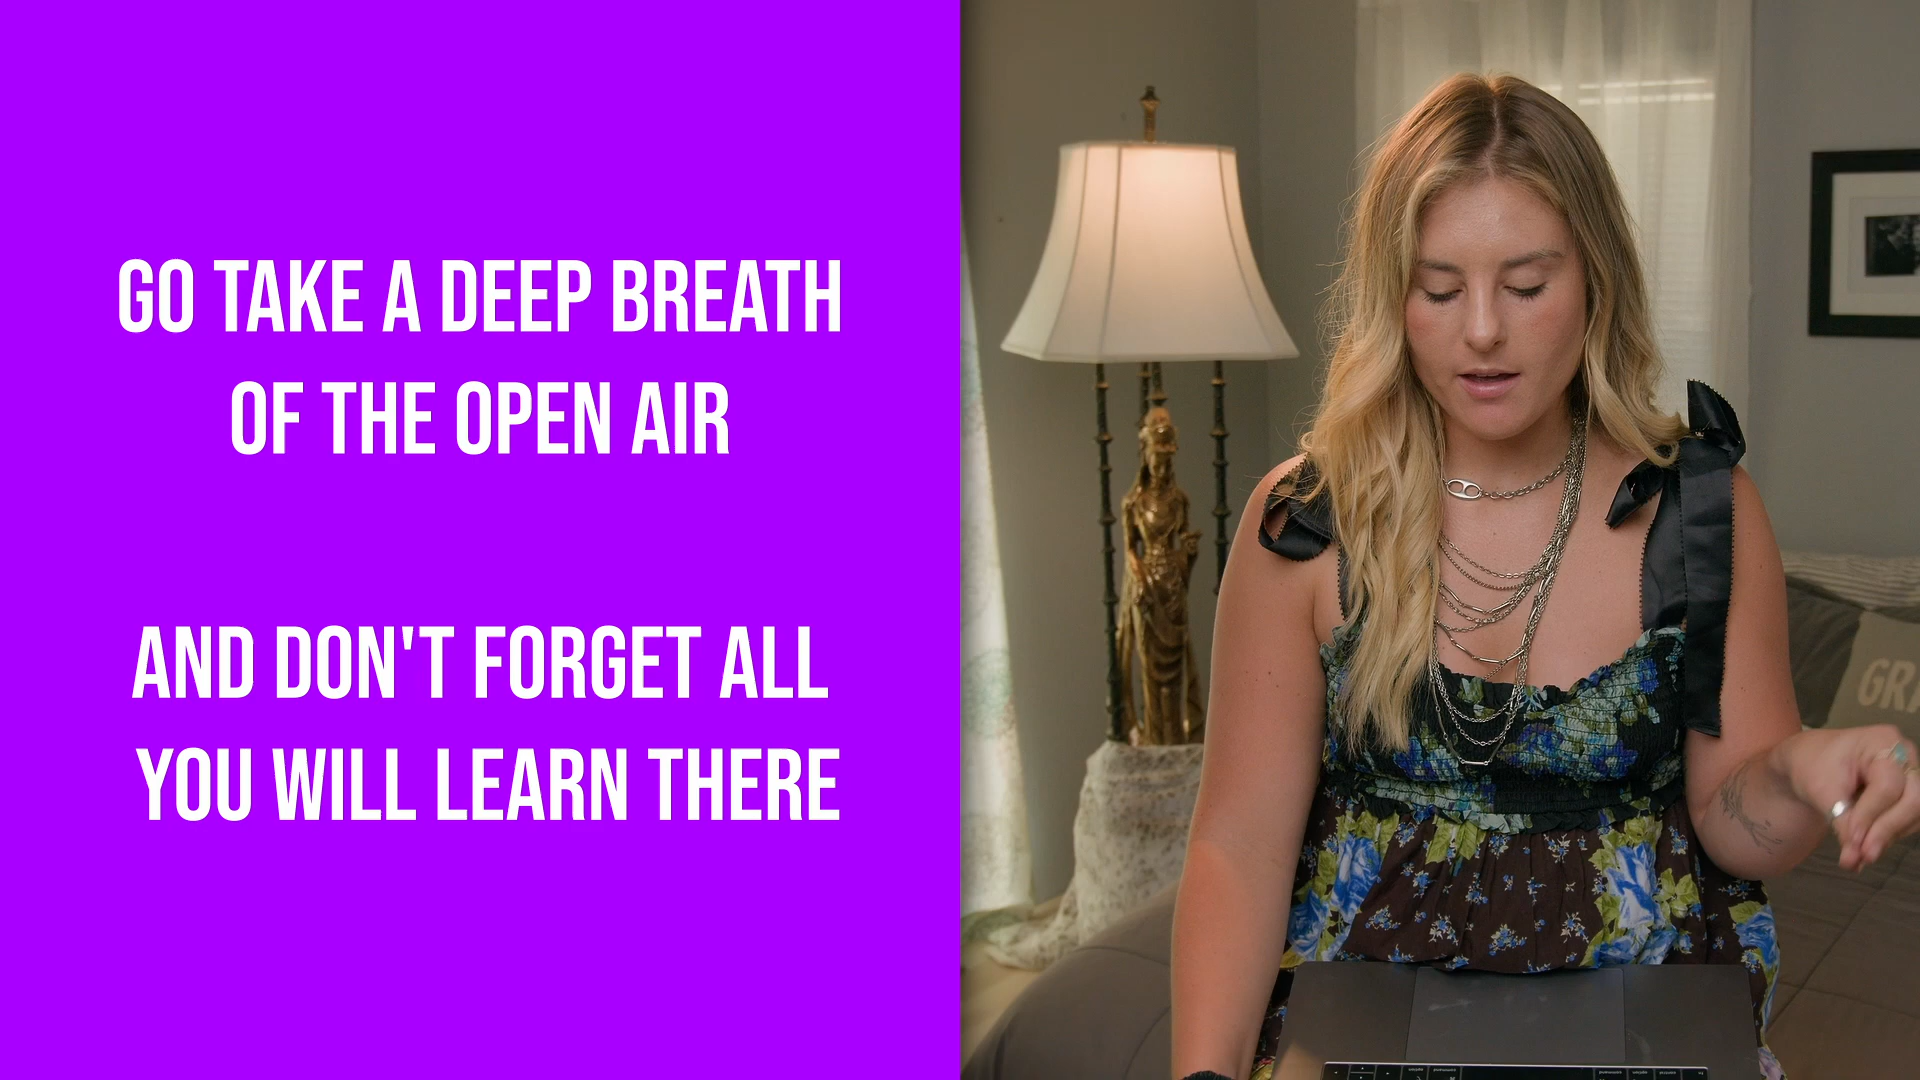 GO TAKE A DEEP BREATH
OF THE OPEN AIR
AND DON'T FORGET ALL
YOU WILL LEARN THERE